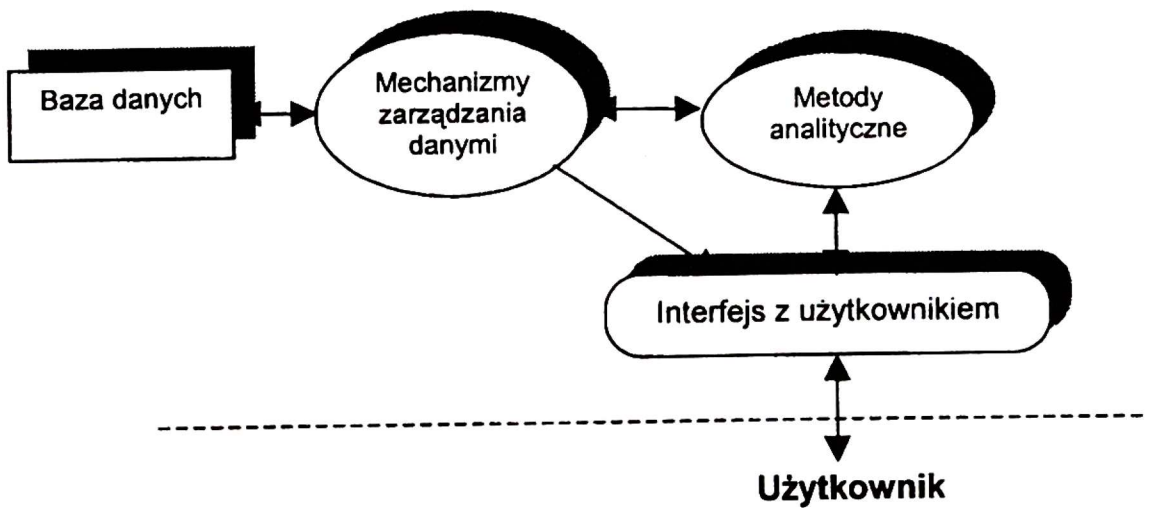 Baza danych
Mechanizmy
zarządzania
danymi
Metody
analityczne
Interfejs z użytkownikiem
Użytkownik